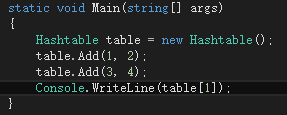 static void Main(string[] args)
{
Hashtable table = new Hashtable();
table.Add(1, 2);
table.Add(3, 4);
Console.WriteLine(table[1]);
}